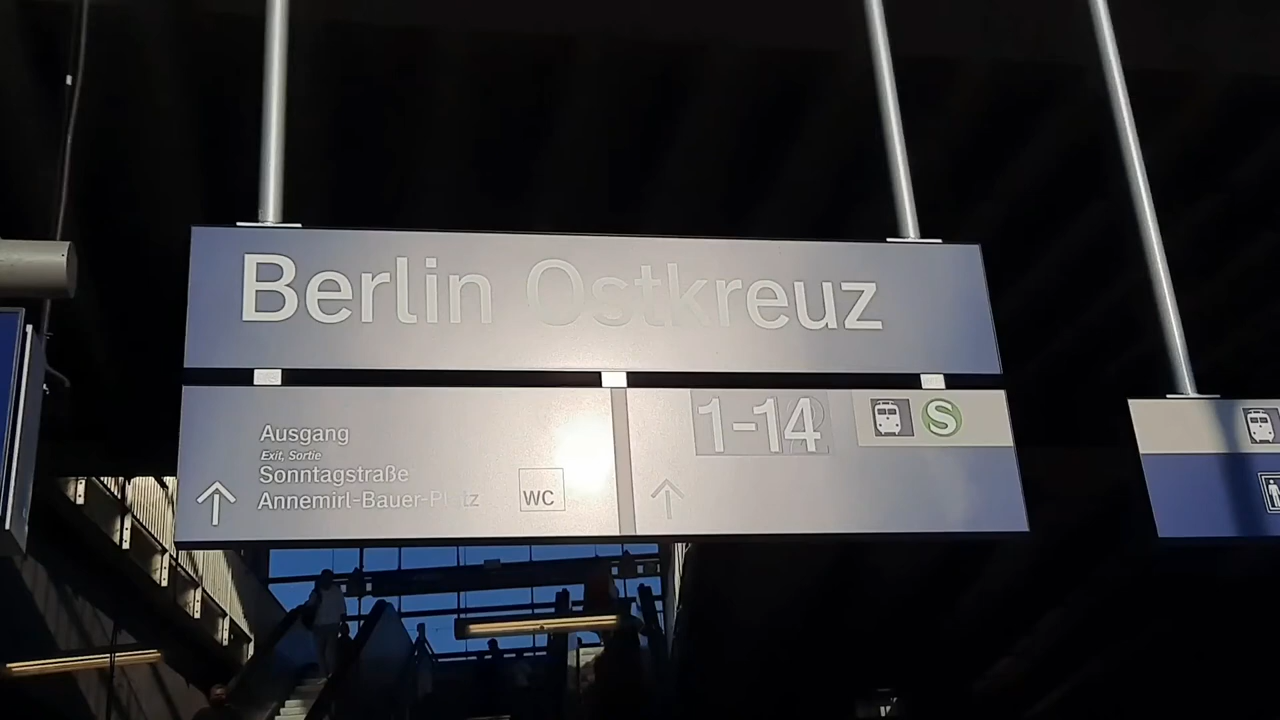 Berlin Ostkreuz
Ausgang
Exit, Sortie
Sonntagstraße
Annemirl-Bauer-Platz
WC
1-14
S